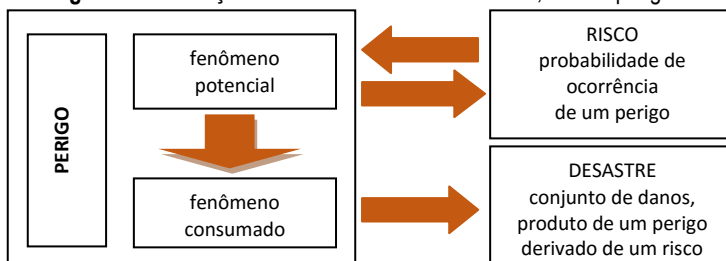 PERIGO
fenômeno
potencial
fenômeno
consumado
RISCO
probabilidade de
ocorrência
de um perigo
DESASTRE
conjunto de danos,
produto de um perigo
derivado de um risco